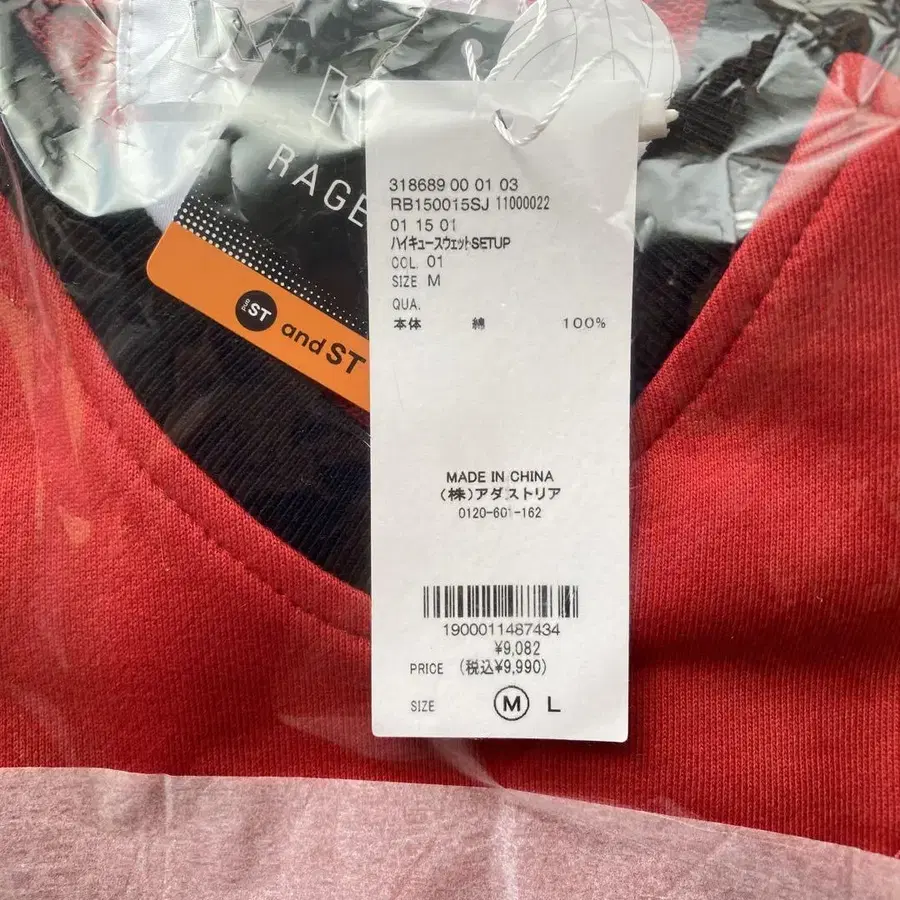 RAGE
ST
and ST
318689 00 01 03
RB150015SJ 11000022
01 15 01
ハイキュースウェットSETUP
COL. 01
SIZE M
QUA.
本体 綿 100%
MADE IN CHINA
(株)アダストリア
0120-601-162
1900011487434
¥9,082
PRICE (税込¥9,990)
SIZE M L